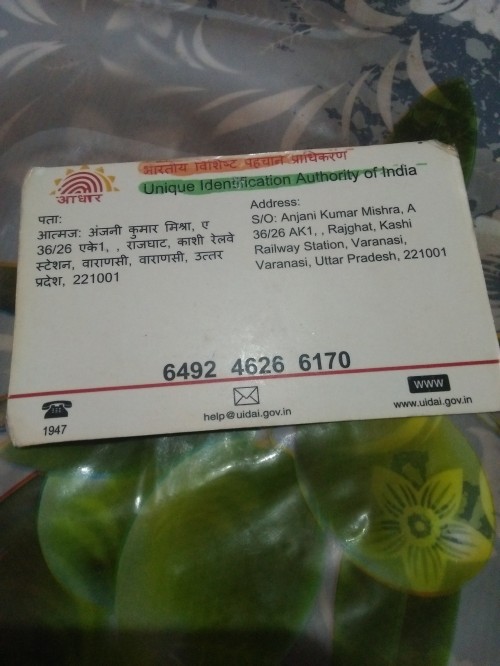 भारतीय विशिष्ट पहचान प्राधिकरण
Unique Identification Authority of India
आधार
पता:
आत्मज: अंजनी कुमार मिश्रा, ए
36/26 एके1, , राजघाट, काशी रेलवे
स्टेशन, वाराणसी, वाराणसी, उत्तर
प्रदेश, 221001
Address:
S/O: Anjani Kumar Mishra, A
36/26 AK1, , Rajghat, Kashi
Railway Station, Varanasi,
Varanasi, Uttar Pradesh, 221001
6492 4626 6170
1947
help@uidai.gov.in
www
www.uidai.gov.in